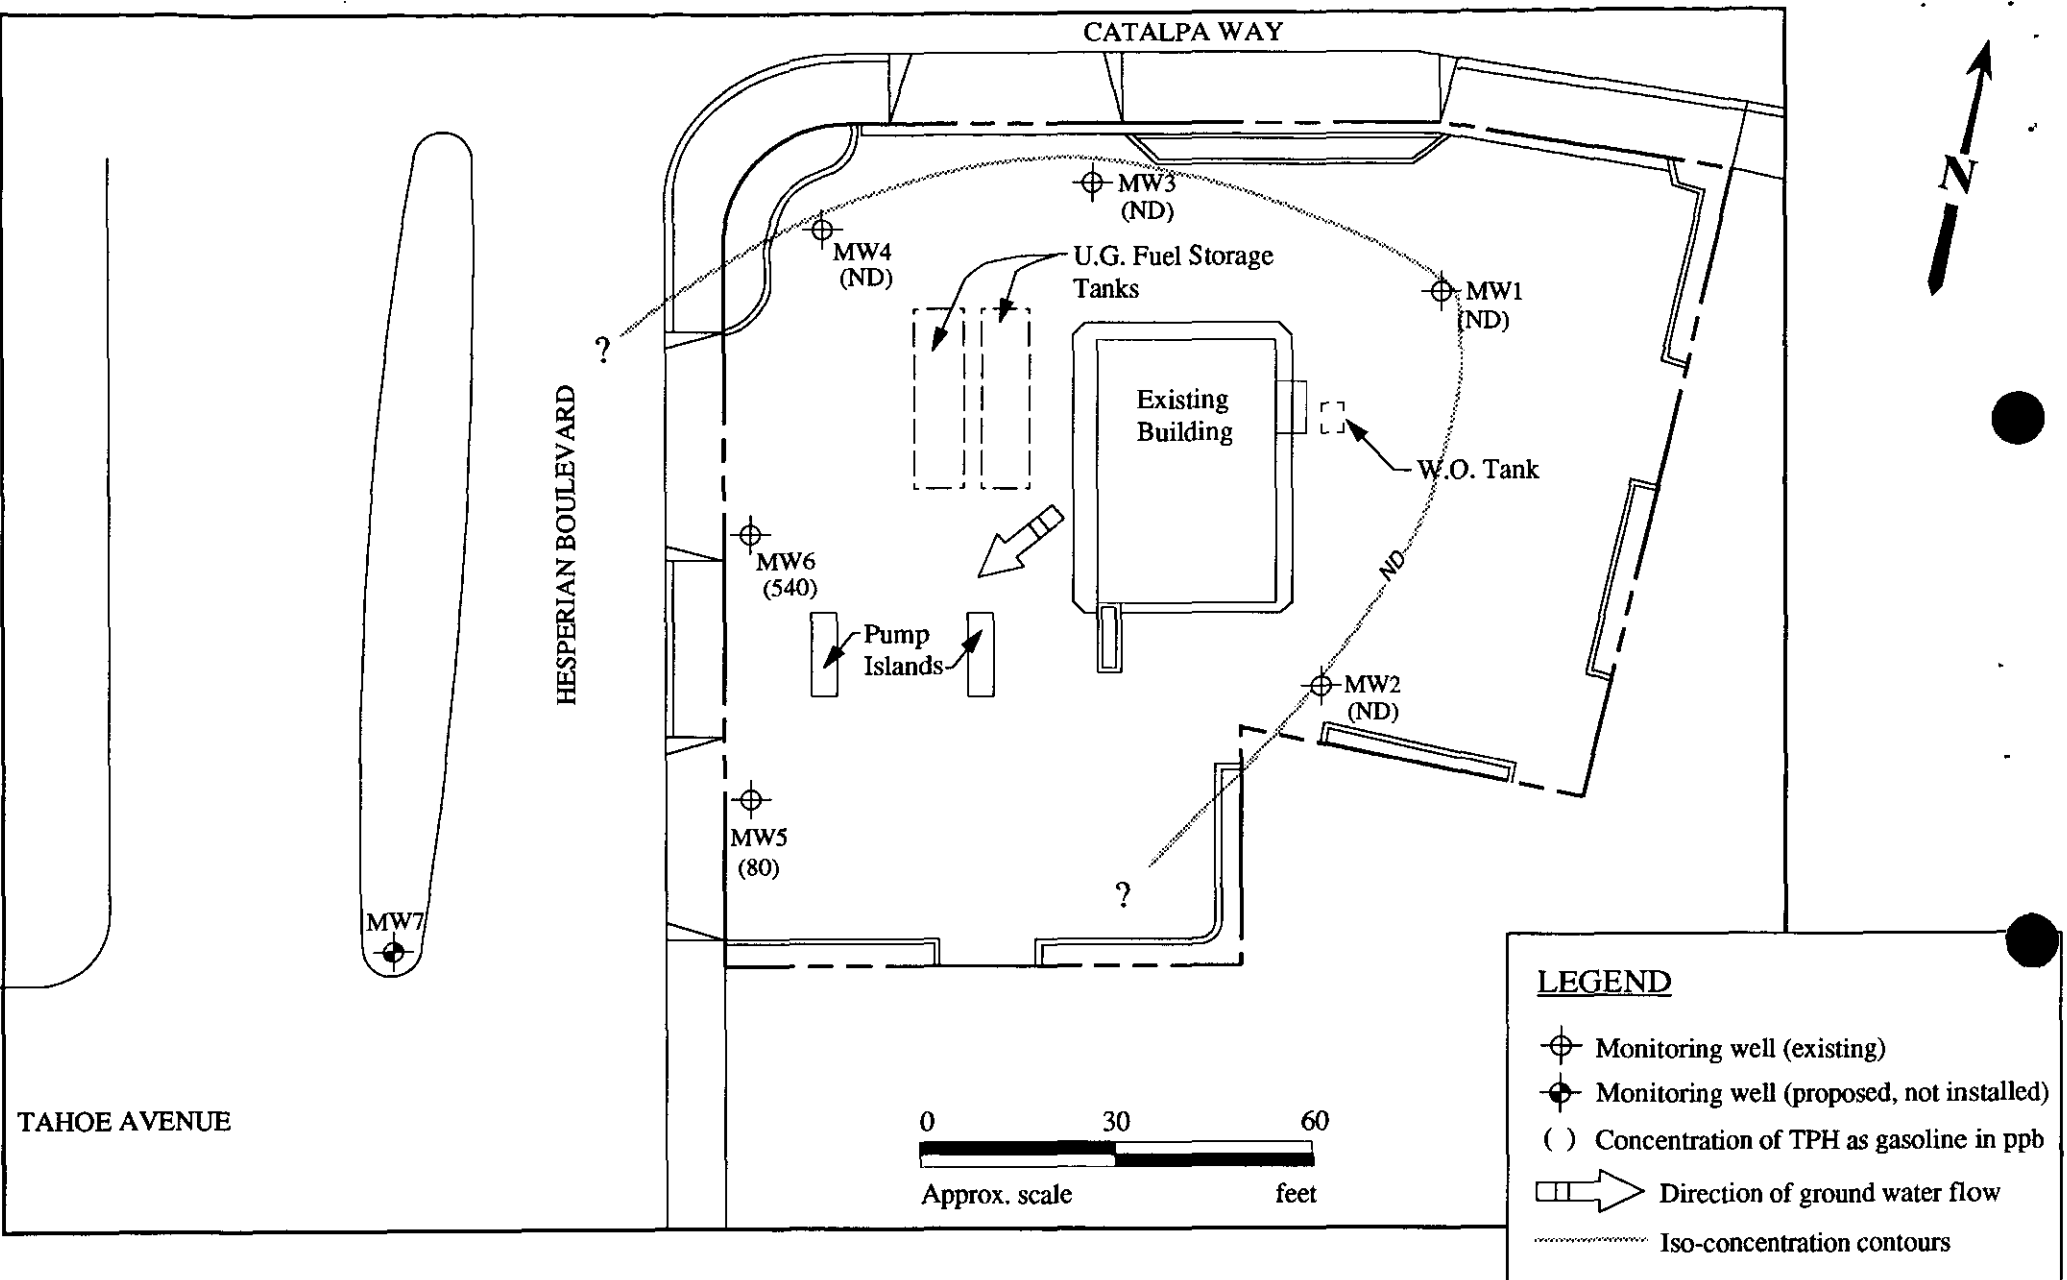 CATALPA WAY
N
MW3
(ND)
MW4
(ND)
U.G. Fuel Storage
Tanks
MW1
(ND)
?
Existing
Building
W.O. Tank
HESPERIAN BOULEVARD
MW6
(540)
ND
Pump
Islands
MW2
(ND)
MW5
(80)
?
MW7
TAHOE AVENUE
0 30 60
Approx. scale feet
LEGEND
Monitoring well (existing)
Monitoring well (proposed, not installed)
( ) Concentration of TPH as gasoline in ppb
Direction of ground water flow
Iso-concentration contours